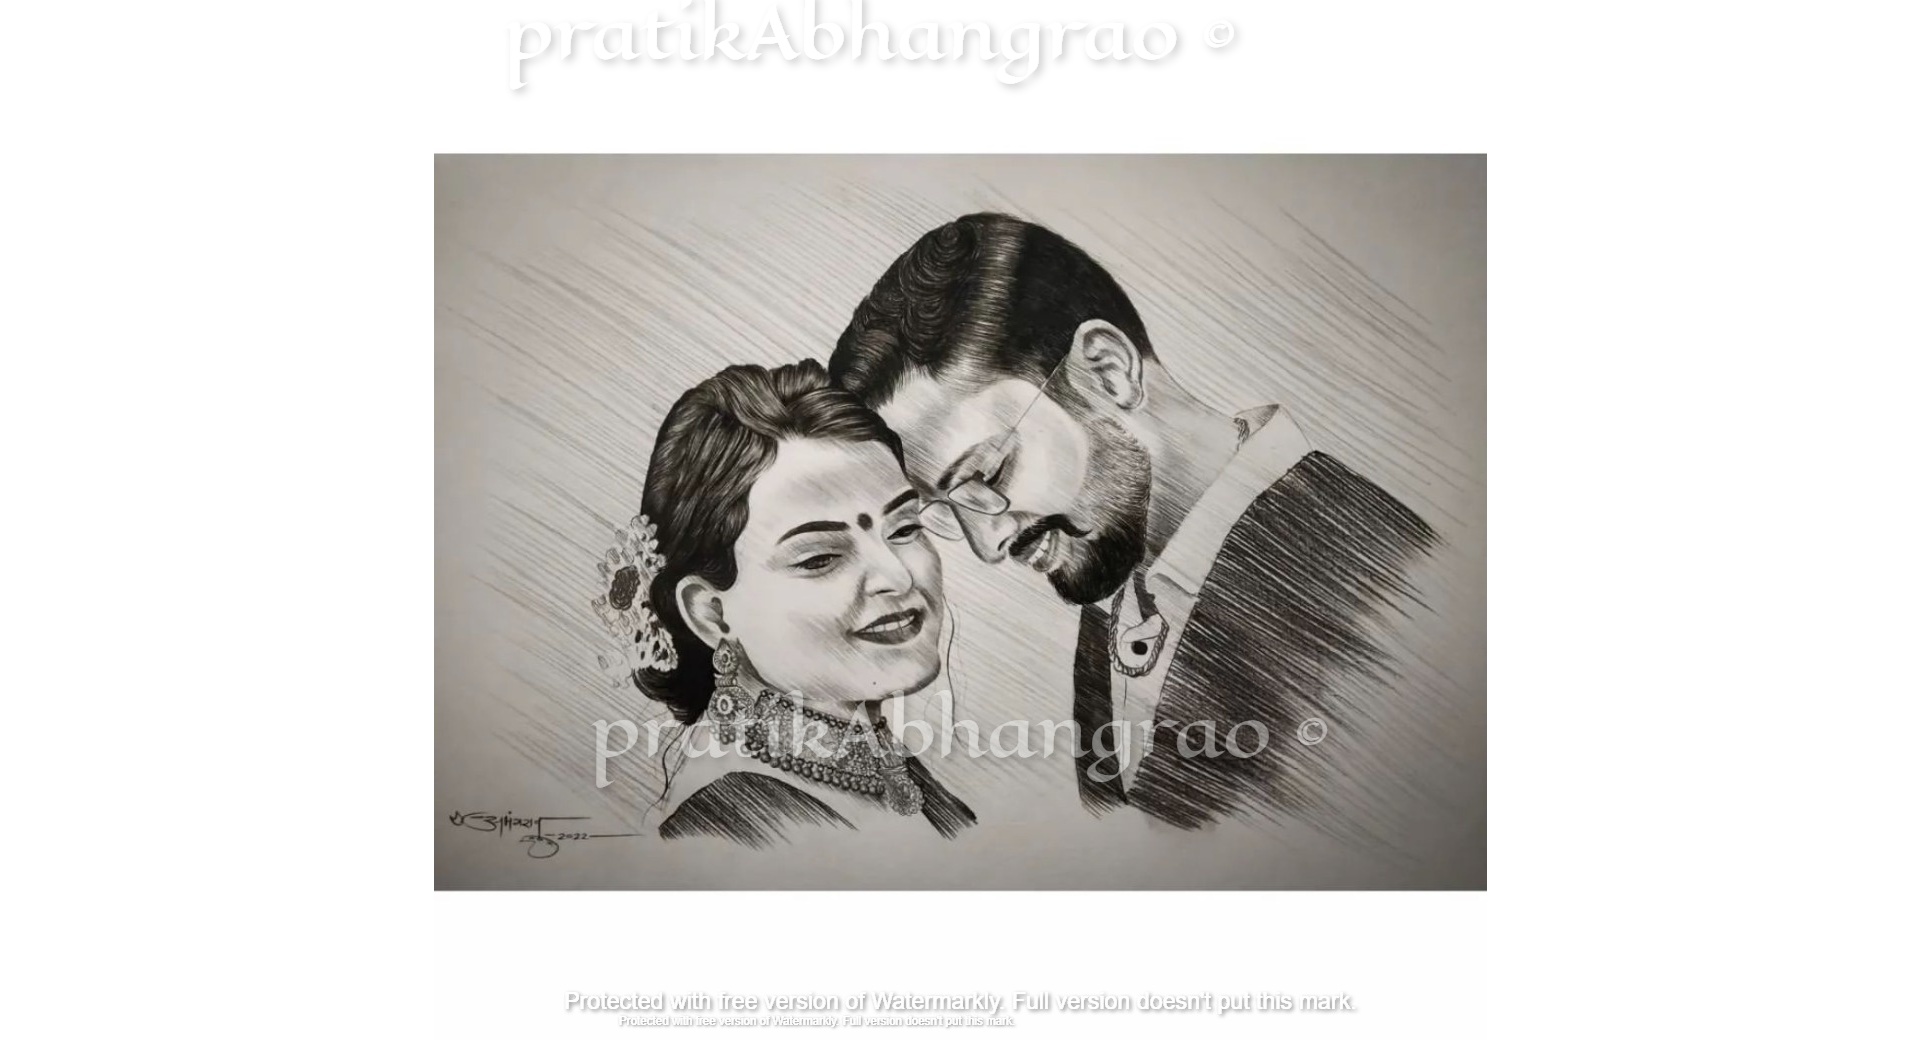 pratikAbhangrao ©
pratikAbhangrao ©
2022
Protected with free version of Watermarkly. Full version doesn't put this mark.
Protected with free version of Watermarkly. Full version doesn't put this mark.